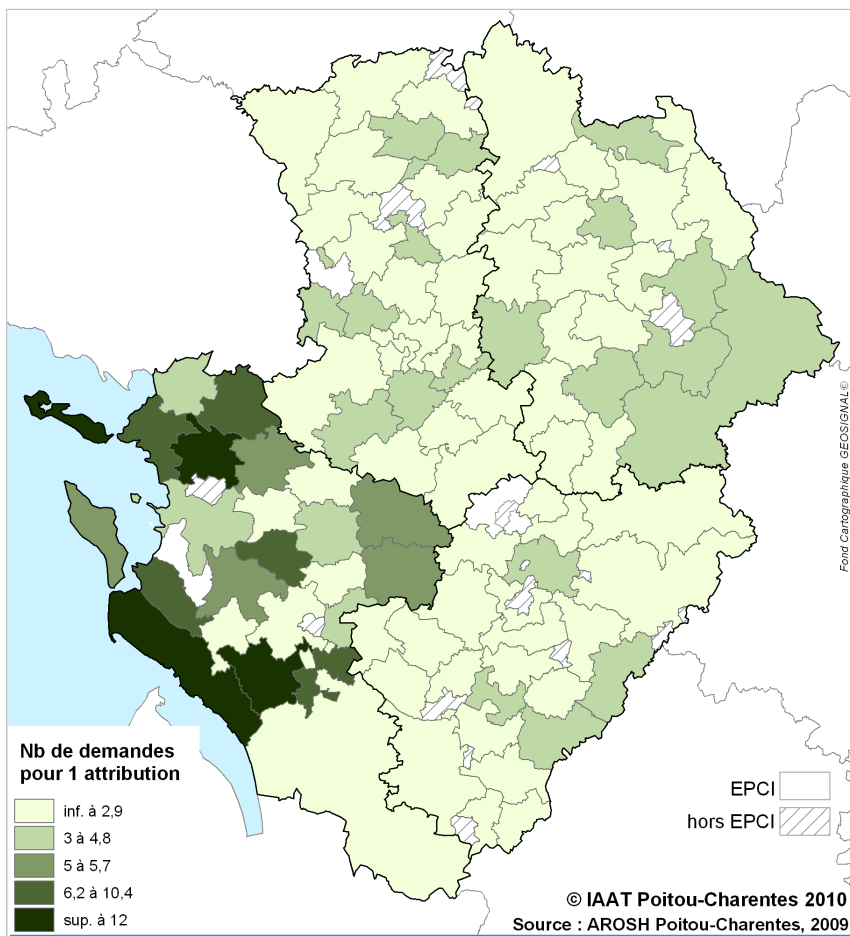 Fond Cartographique GEOSIGNAL©
Nb de demandes
pour 1 attribution
inf. à 2,9
3 à 4,8
5 à 5,7
6,2 à 10,4
sup. à 12
EPCI
hors EPCI
© IAAT Poitou-Charentes 2010
Source : AROSH Poitou-Charentes, 2009